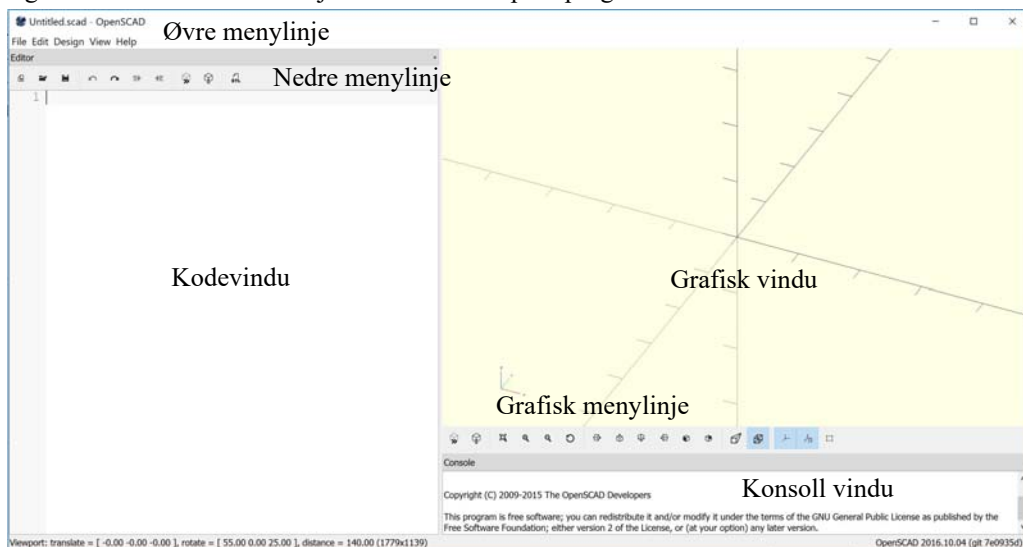 Untitled.scad - OpenSCAD
Øvre menylinje
File Edit Design View Help
Editor
Nedre menylinje
1
Kodevindu
Grafisk vindu
Grafisk menylinje
Console
Konsoll vindu
Copyright (C) 2009-2015 The OpenSCAD Developers
This program is free software; you can redistribute it and/or modify it under the terms of the GNU General Public License as published by the
Free Software Foundation; either version 2 of the License, or (at your option) any later version.
Viewport: translate = [ -0.00 -0.00 -0.00 ], rotate = [ 55.00 0.00 25.00 ], distance = 140.00 (1779x1139)
OpenSCAD 2016.10.04 (git 7e0935d)